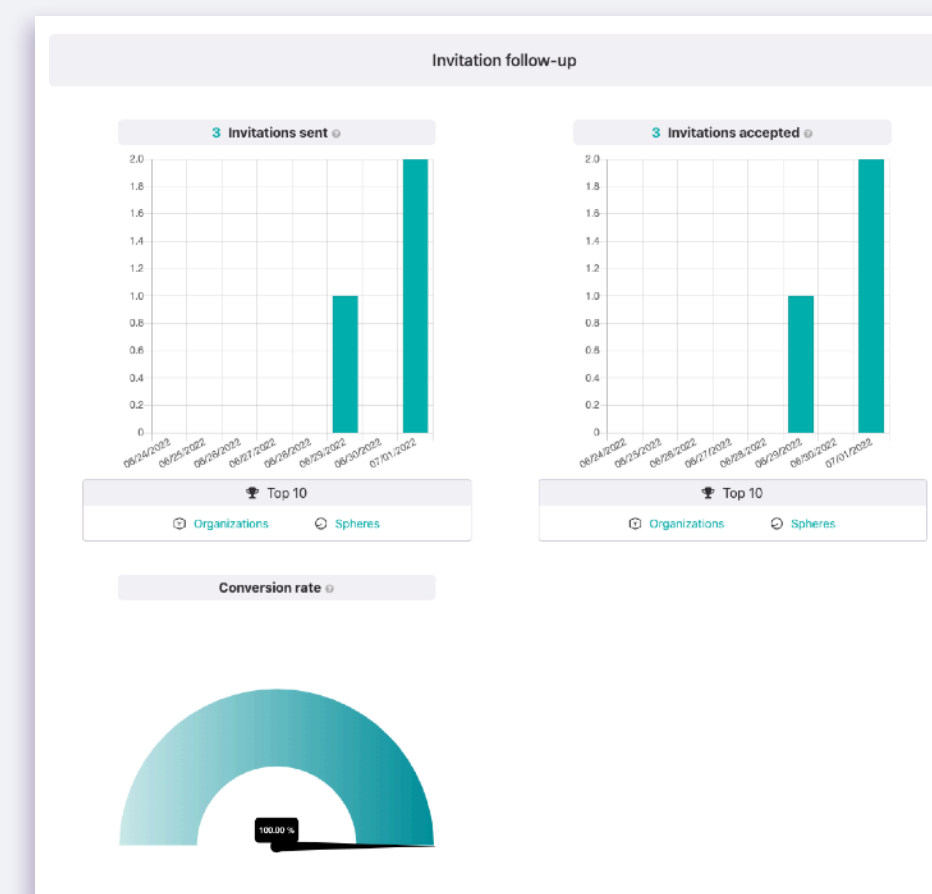 Invitation follow-up
3 Invitations sent
2.0
1.8
1.6
1.4
1.2
1.0
0.8
0.6
0.4
0.2
0
06/24/2022 06/25/2022 06/26/2022 06/27/2022 06/28/2022 06/29/2022 06/30/2022 07/01/2022
Top 10
Organizations Spheres
3 Invitations accepted
2.0
1.8
1.6
1.4
1.2
1.0
0.8
0.6
0.4
0.2
0
06/24/2022 06/25/2022 06/26/2022 06/27/2022 06/28/2022 06/29/2022 06/30/2022 07/01/2022
Top 10
Organizations Spheres
Conversion rate
100.00 %